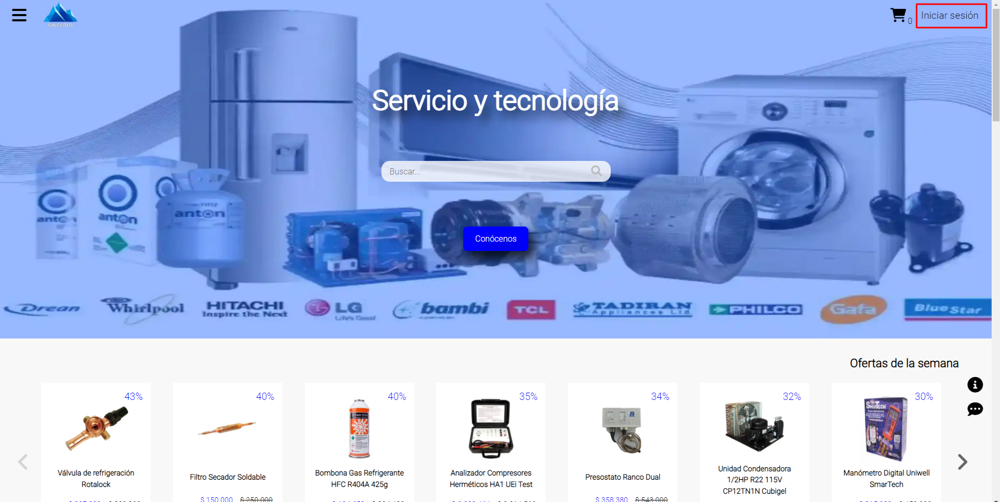 SALECOLD
0
Iniciar sesión
Servicio y tecnología
Buscar...
anton
anton
anton
Conócenos
Drean
Whirlpool
HITACHI
Inspire the Next
LG
Life's Good
bambi
TCL
TADIRAN
Appliances Ltd.
PHILCO
Gafa
Blue Star
Ofertas de la semana
43%
Válvula de refrigeración
Rotalock
40%
Filtro Secador Soldable
$ 150.000 $ 250.000
40%
Bombona Gas Refrigerante
HFC R404A 425g
35%
Analizador Compresores
Herméticos HA1 UEi Test
34%
Presostato Ranco Dual
$ 358.380 $ 543.000
32%
Unidad Condensadora
1/2HP R22 115V
CP12TN1N Cubigel
30%
SMARTECH
Manómetro Digital Uniwell
SmarTech